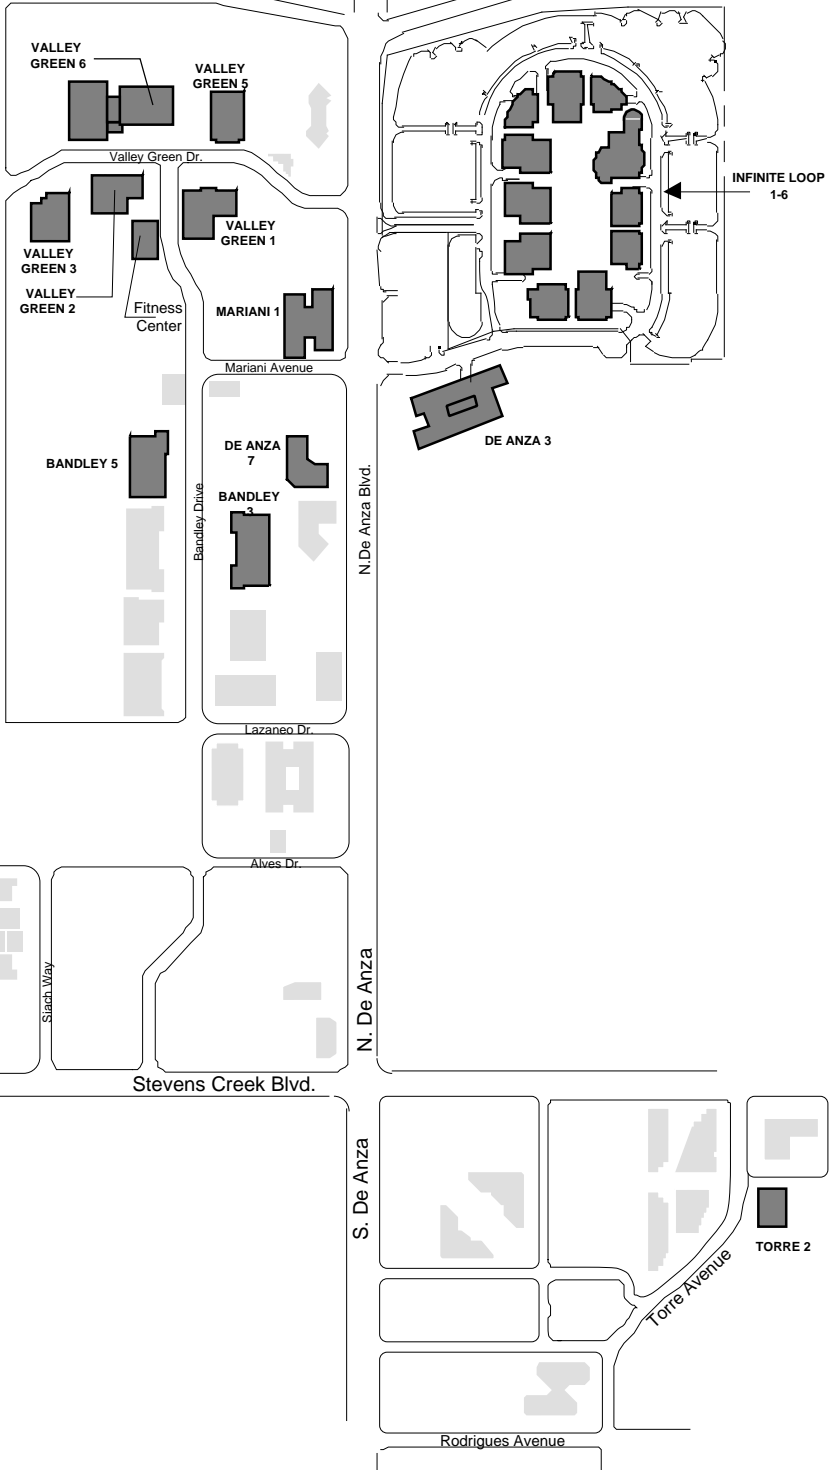 VALLEY
GREEN 6
VALLEY
GREEN 5
Valley Green Dr.
INFINITE LOOP
1-6
VALLEY
GREEN 1
VALLEY
GREEN 3
VALLEY
GREEN 2
Fitness
Center
MARIANI 1
Mariani Avenue
DE ANZA 3
DE ANZA
7
BANDLEY 5
BANDLEY
3
Bandley Drive
N.De Anza Blvd.
Lazaneo Dr.
Alves Dr.
Siach Way
N. De Anza
Stevens Creek Blvd.
S. De Anza
TORRE 2
Torre Avenue
Rodrigues Avenue